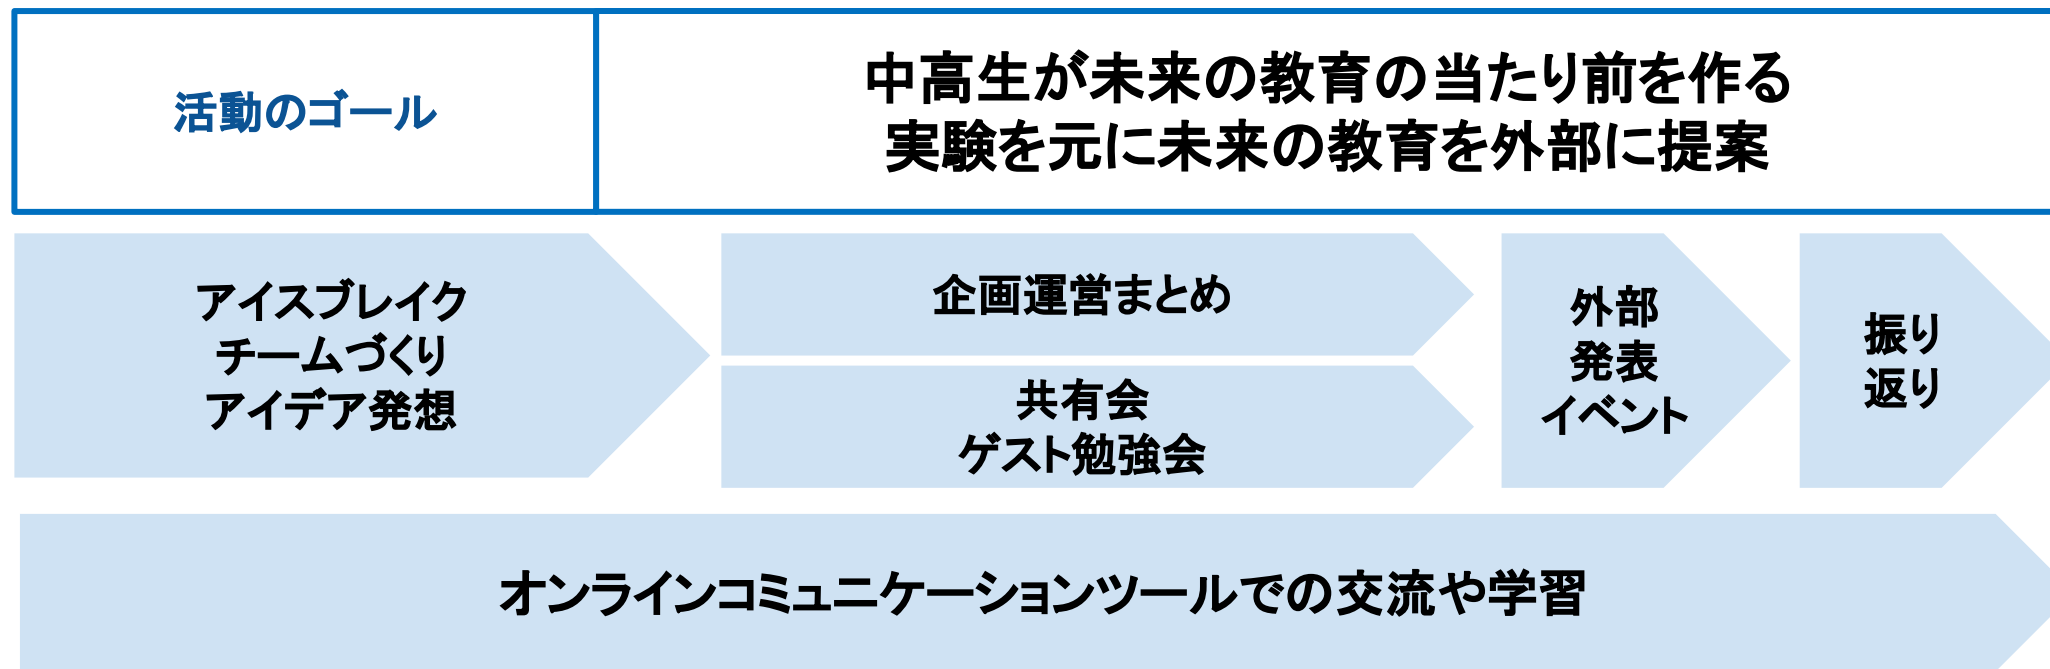 活動のゴール
中高生が未来の教育の当たり前を作る
実験を元に未来の教育を外部に提案
アイスブレイク
チームづくり
アイデア発想
企画運営まとめ
共有会
ゲスト勉強会
外部
発表
イベント
振り
返り
オンラインコミュニケーションツールでの交流や学習